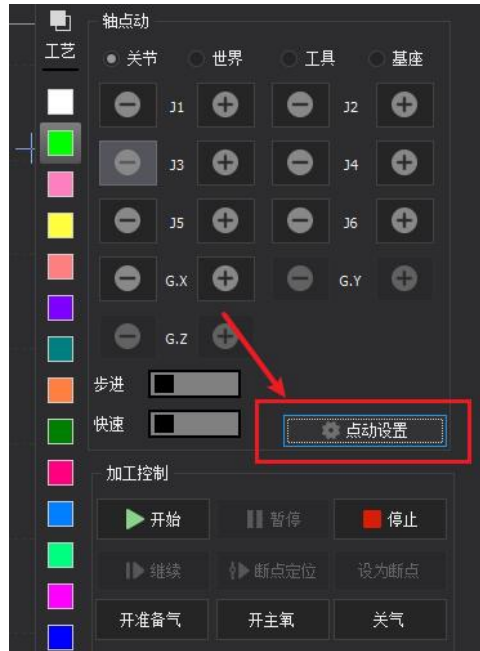 工艺
轴点动
关节 世界 工具 基座
J1 J2
J3 J4
J5 J6
G.X G.Y
G.Z
步进
快速
点动设置
加工控制
开始 暂停 停止
继续 断点定位 设为断点
开准备气 开主氧 关气